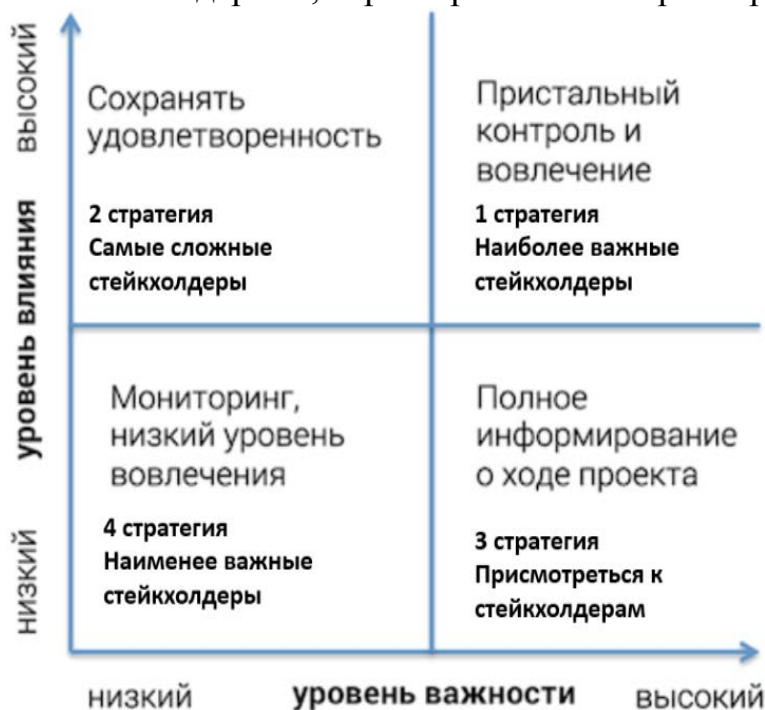 высокий
уровень влияния
низкий
Сохранять
удовлетворенность
2 стратегия
Самые сложные
стейкхолдеры
Пристальный
контроль и
вовлечение
1 стратегия
Наиболее важные
стейкхолдеры
Мониторинг,
низкий уровень
вовлечения
4 стратегия
Наименее важные
стейкхолдеры
Полное
информирование
о ходе проекта
3 стратегия
Присмотреться к
стейкхолдерам
низкий уровень важности высокий